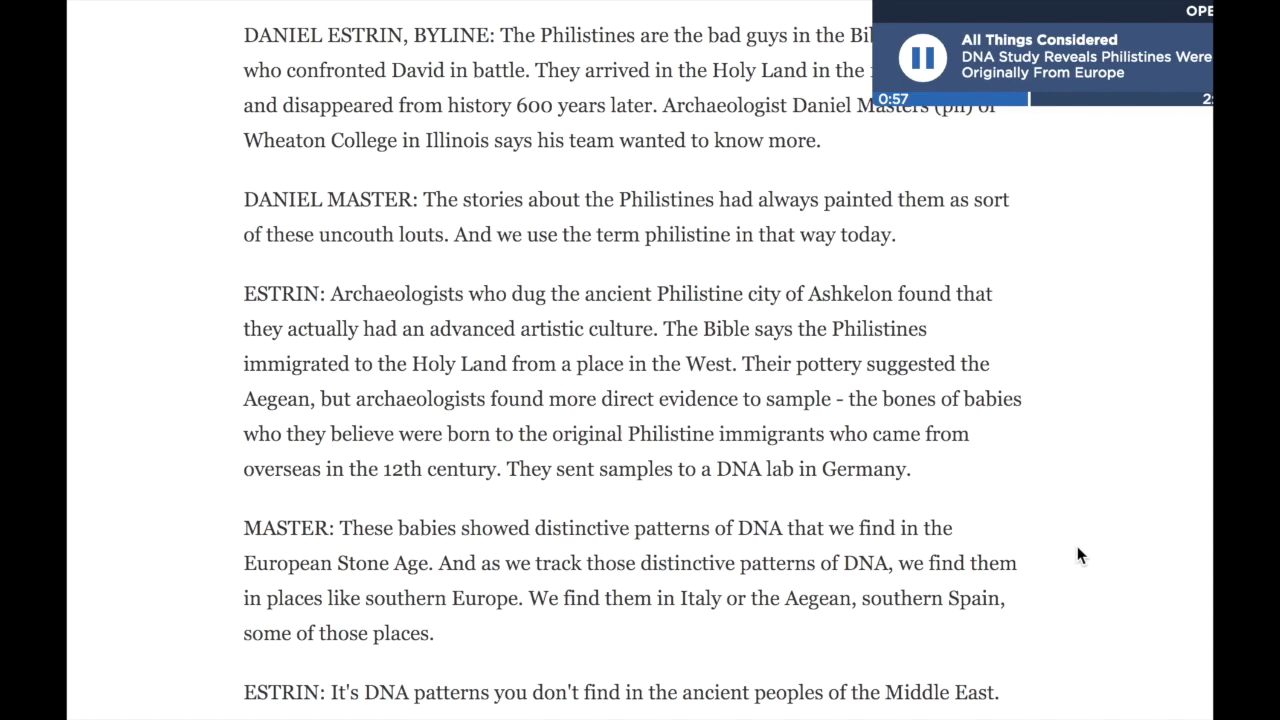 OPE
All Things Considered
DNA Study Reveals Philistines Were
Originally From Europe
0:57
2:
DANIEL ESTRIN, BYLINE: The Philistines are the bad guys in the
who confronted David in battle. They arrived in the Holy Land in the
and disappeared from history 600 years later. Archaeologist Daniel Masters (ph) of
Wheaton College in Illinois says his team wanted to know more.
DANIEL MASTER: The stories about the Philistines had always painted them as sort
of these uncouth louts. And we use the term philistine in that way today.
ESTRIN: Archaeologists who dug the ancient Philistine city of Ashkelon found that
they actually had an advanced artistic culture. The Bible says the Philistines
immigrated to the Holy Land from a place in the West. Their pottery suggested the
Aegean, but archaeologists found more direct evidence to sample - the bones of babies
who they believe were born to the original Philistine immigrants who came from
overseas in the 12th century. They sent samples to a DNA lab in Germany.
MASTER: These babies showed distinctive patterns of DNA that we find in the
European Stone Age. And as we track those distinctive patterns of DNA, we find them
in places like southern Europe. We find them in Italy or the Aegean, southern Spain,
some of those places.
ESTRIN: It's DNA patterns you don't find in the ancient peoples of the Middle East.